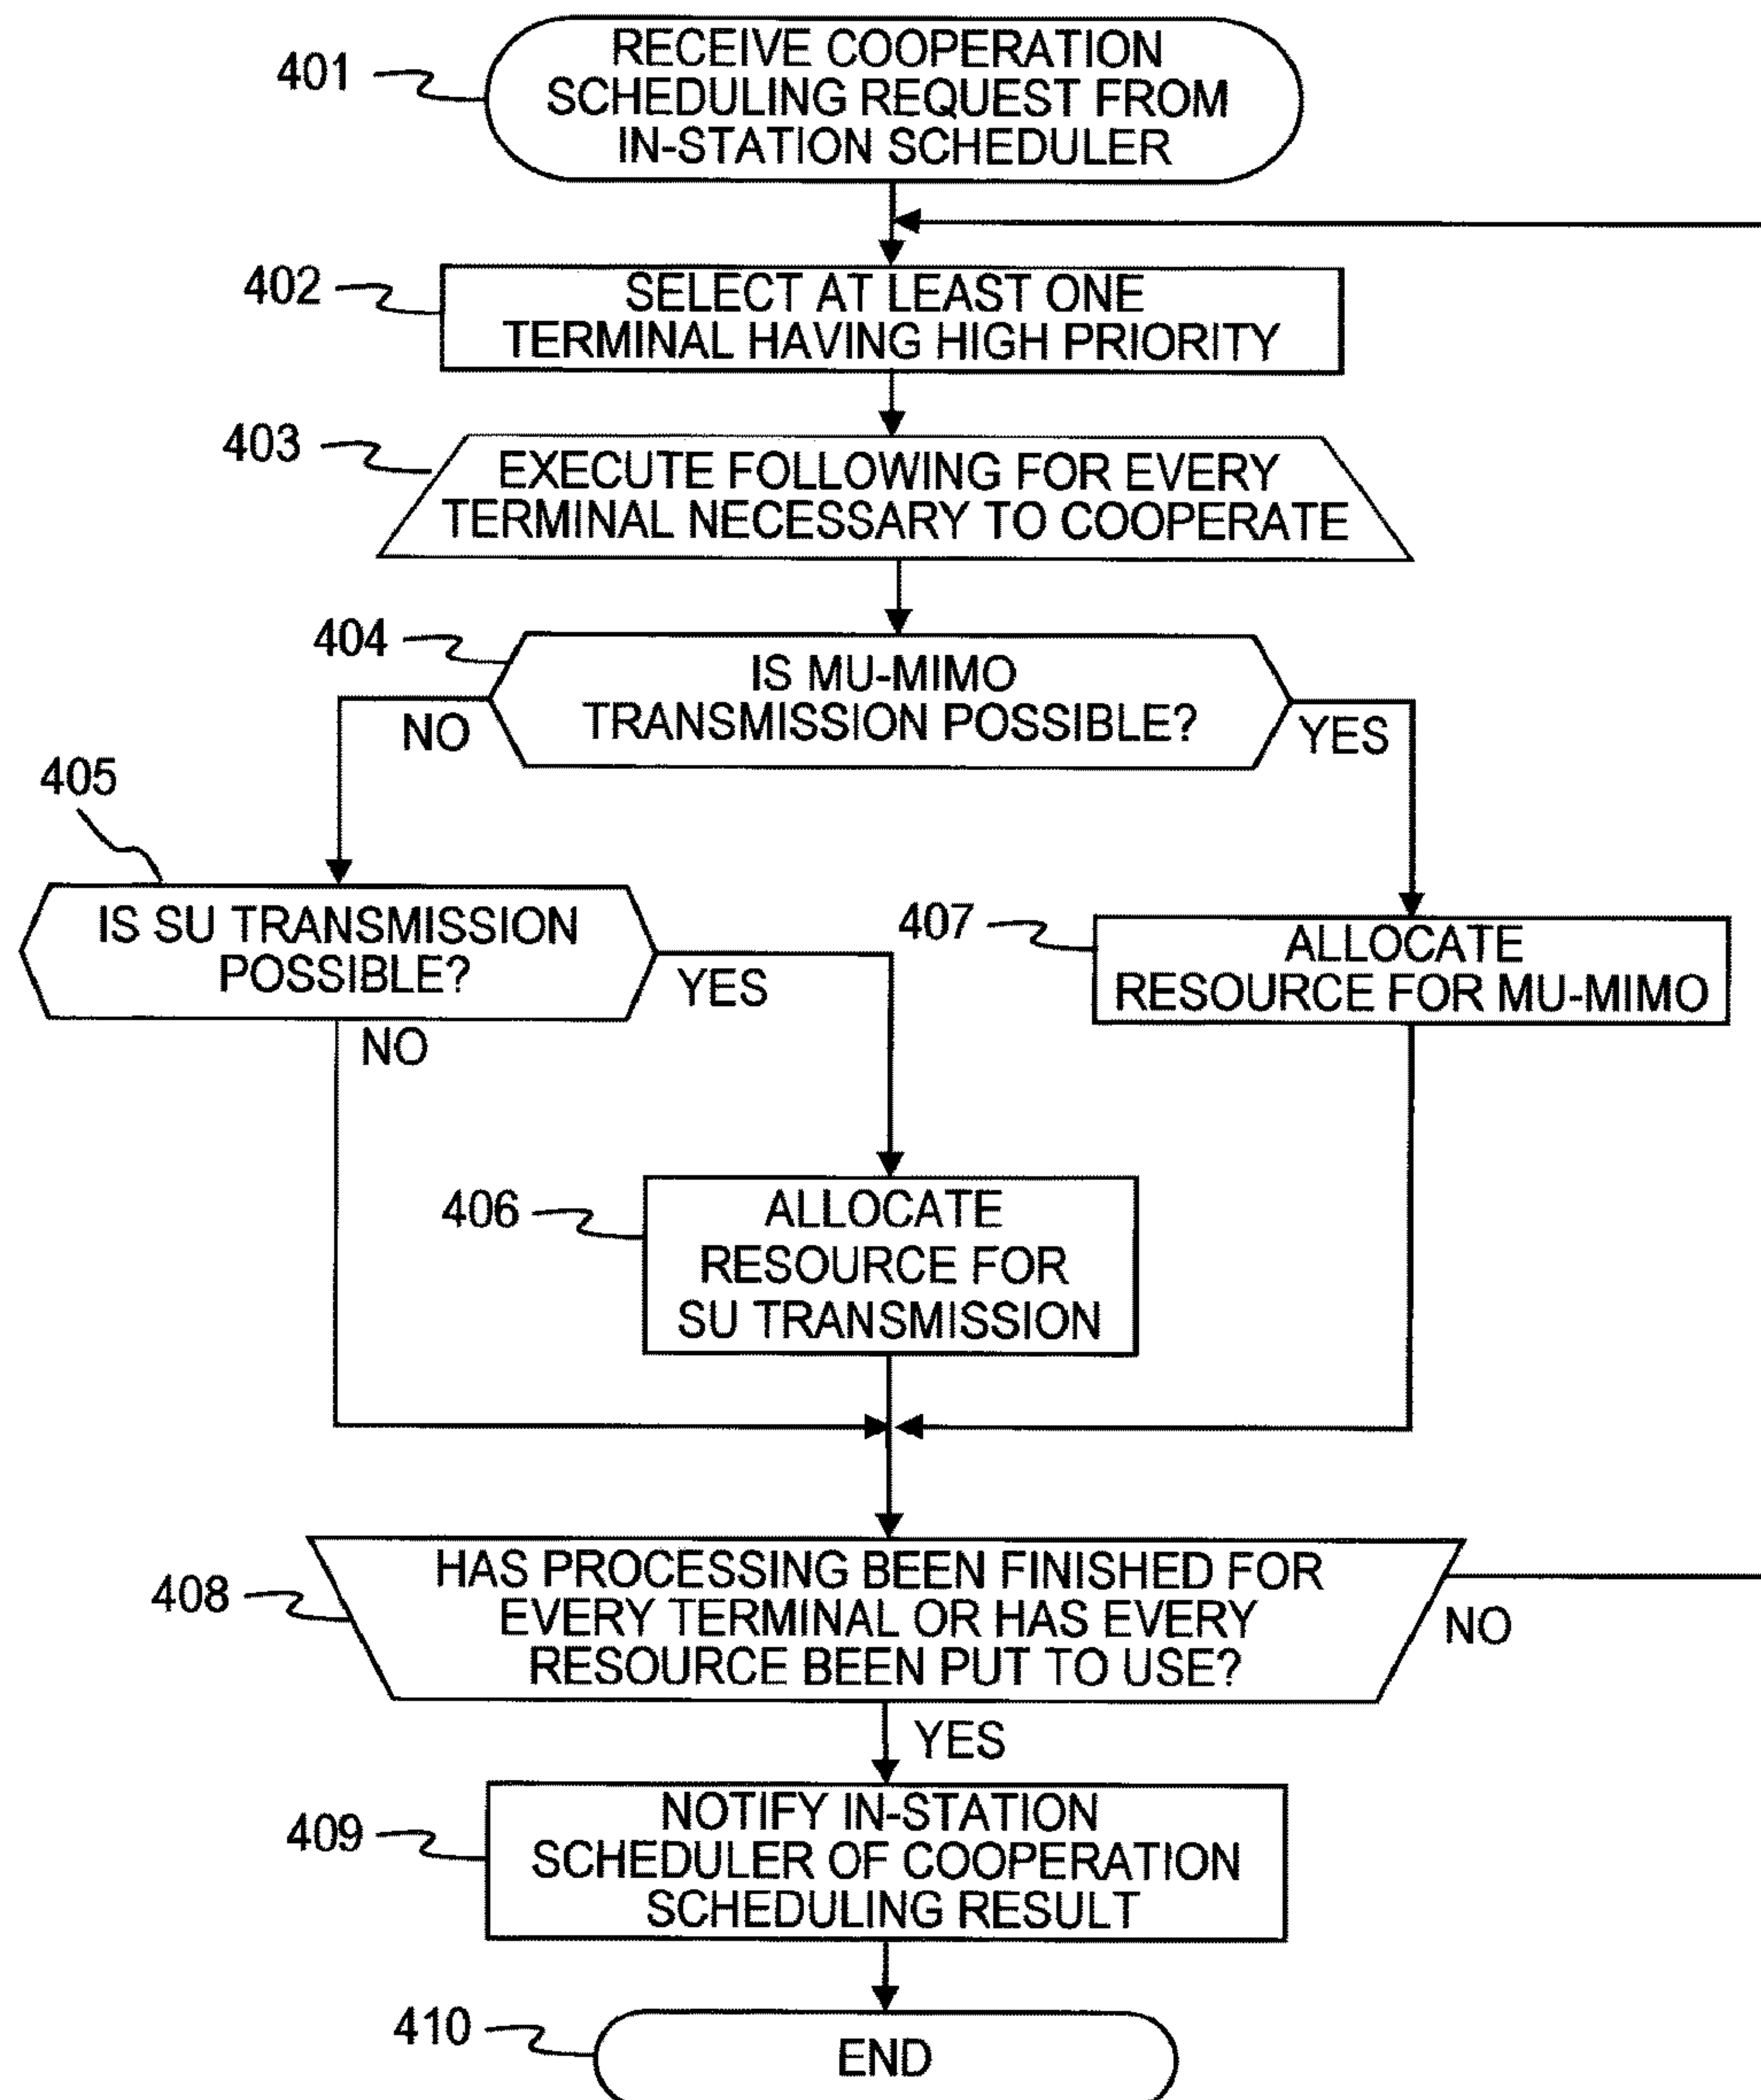 401
RECEIVE COOPERATION
SCHEDULING REQUEST FROM
IN-STATION SCHEDULER
402
SELECT AT LEAST ONE
TERMINAL HAVING HIGH PRIORITY
403
EXECUTE FOLLOWING FOR EVERY
TERMINAL NECESSARY TO COOPERATE
404
IS MU-MIMO
TRANSMISSION POSSIBLE?
NO
YES
405
IS SU TRANSMISSION
POSSIBLE?
YES
NO
407
ALLOCATE
RESOURCE FOR MU-MIMO
406
ALLOCATE
RESOURCE FOR
SU TRANSMISSION
408
HAS PROCESSING BEEN FINISHED FOR
EVERY TERMINAL OR HAS EVERY
RESOURCE BEEN PUT TO USE?
NO
YES
409
NOTIFY IN-STATION
SCHEDULER OF COOPERATION
SCHEDULING RESULT
410
END